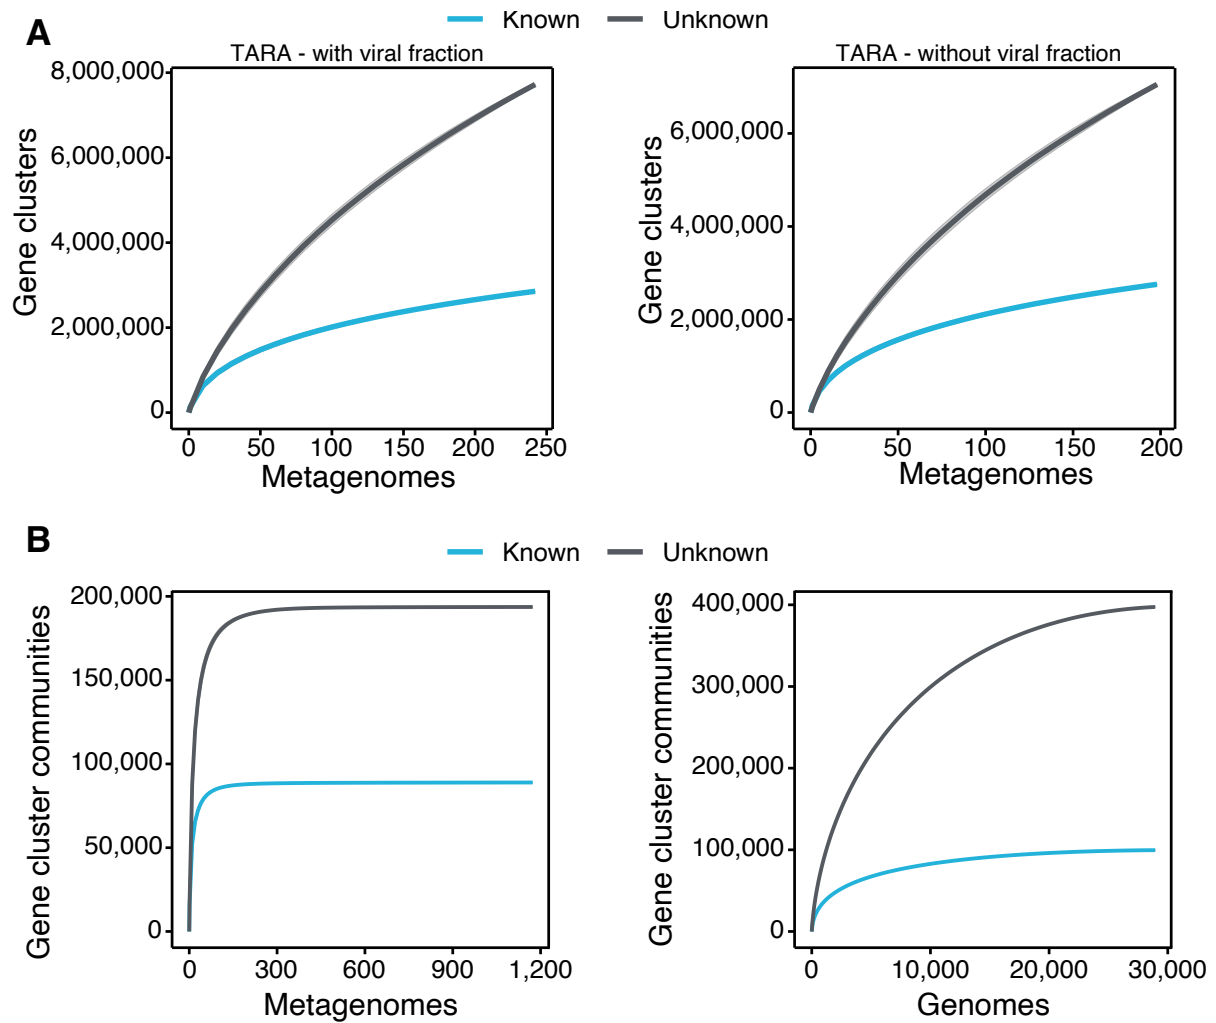 A
Known
Unknown
TARA - with viral fraction
Gene clusters
8,000,000
6,000,000
4,000,000
2,000,000
0
0 50 100 150 200 250
Metagenomes
TARA - without viral fraction
Gene clusters
6,000,000
4,000,000
2,000,000
0
0 50 100 150 200
Metagenomes
B
Known
Unknown
Gene cluster communities
200,000
150,000
100,000
50,000
0
0 300 600 900 1,200
Metagenomes
Gene cluster communities
400,000
300,000
200,000
100,000
0
0 10,000 20,000 30,000
Genomes